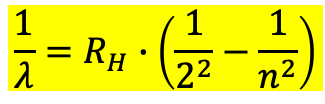 1/λ = R_H · (1/2² − 1/n²)